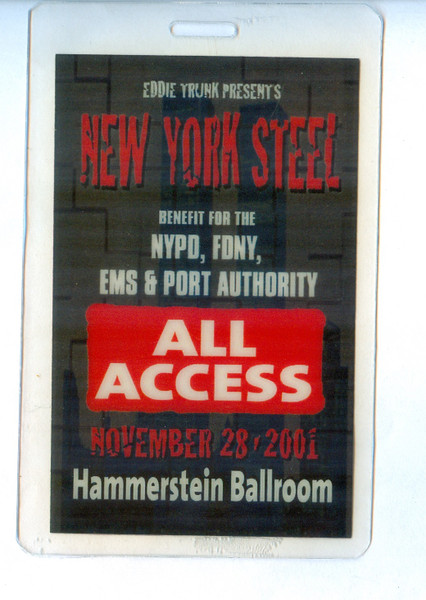 EDDIE TRUNK PRESENTS
NEW YORK STEEL
BENEFIT FOR THE
NYPD, FDNY,
EMS & PORT AUTHORITY
ALL
ACCESS
NOVEMBER 28 • 2001
Hammerstein Ballroom